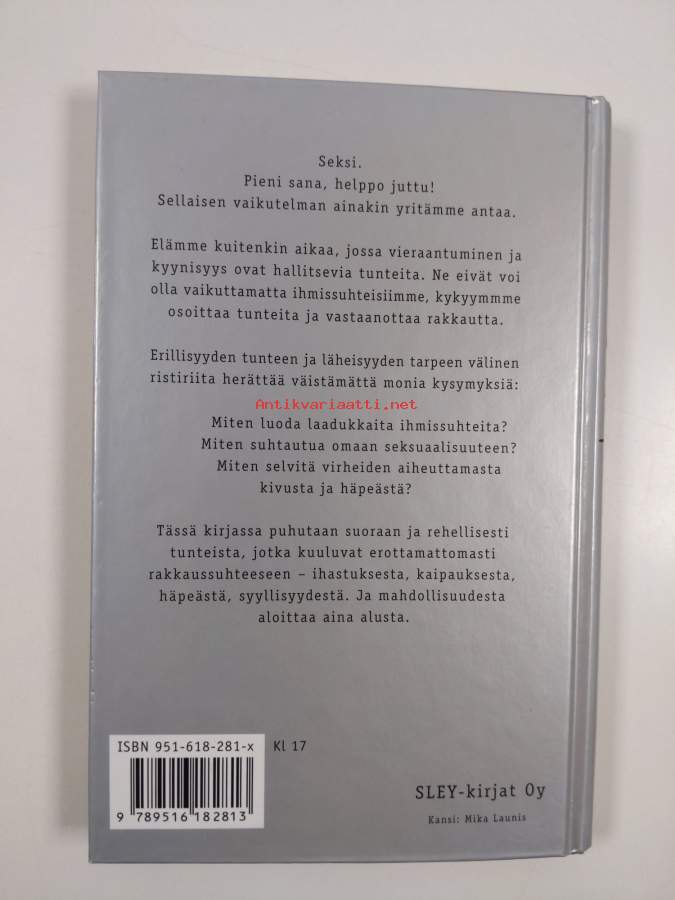 Seksi.
Pieni sana, helppo juttu!
Sellaisen vaikutelman ainakin yritämme antaa.
Elämme kuitenkin aikaa, jossa vieraantuminen ja
kyynisyys ovat hallitsevia tunteita. Ne eivät voi
olla vaikuttamatta ihmissuhteisiimme, kykyymmme
osoittaa tunteita ja vastaanottaa rakkautta.
Erillisyyden tunteen ja läheisyyden tarpeen välinen
ristiriita herättää väistämättä monia kysymyksiä:
Antikvariaatti.net
Miten luoda laadukkaita ihmissuhteita?
Miten suhtautua omaan seksuaalisuuteen?
Miten selvitä virheiden aiheuttamasta
kivusta ja häpeästä?
Tässä kirjassa puhutaan suoraan ja rehellisesti
tunteista, jotka kuuluvat erottamattomasti
rakkaussuhteeseen – ihastuksesta, kaipauksesta,
häpeästä, syyllisyydestä. Ja mahdollisuudesta
aloittaa aina alusta.
ISBN 951-618-281-x Kl 17
9 789516 182813
SLEY-kirjat Oy
Kansi: Mika Launis